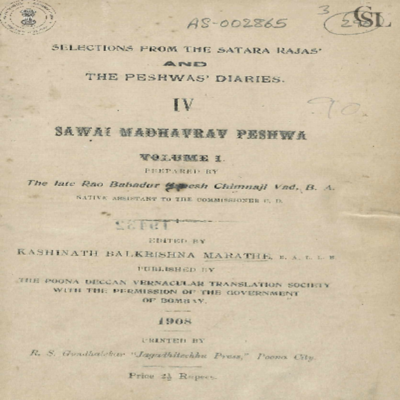 AS-002865
3
CSL
SELECTIONS FROM THE SATARA RAJAS'
AND
THE PESHWAS' DIARIES.
IV
SAWAI MADHAVRAV PESHWA
VOLUME I.
PREPARED BY
The late Rao Bahadur Chimnaji Vad, B. A.
NATIVE ASSISTANT TO THE COMMISSIONER C. D.
EDITED BY
KASHINATH BALKRISHNA MARATHE B. A. L. L. B
PUBLISHED BY
THE POONA DECCAN VERNACULAR TRANSLATION SOCIETY
WITH THE PERMISSION OF THE GOVERNMENT
OF BOMBAY.
1908
PRINTED BY
R. S. "Jagadhitechhu Press," Poona City.
Price 2½ Rupees.